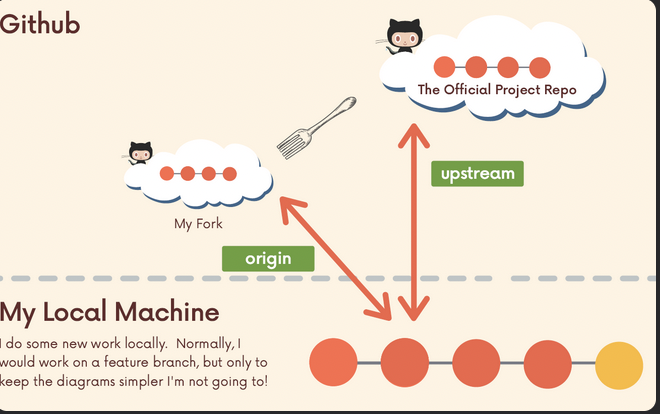 Github
The Official Project Repo
upstream
My Fork
origin
My Local Machine
I do some new work locally. Normally, I
would work on a feature branch, but only to
keep the diagrams simpler I'm not going to!